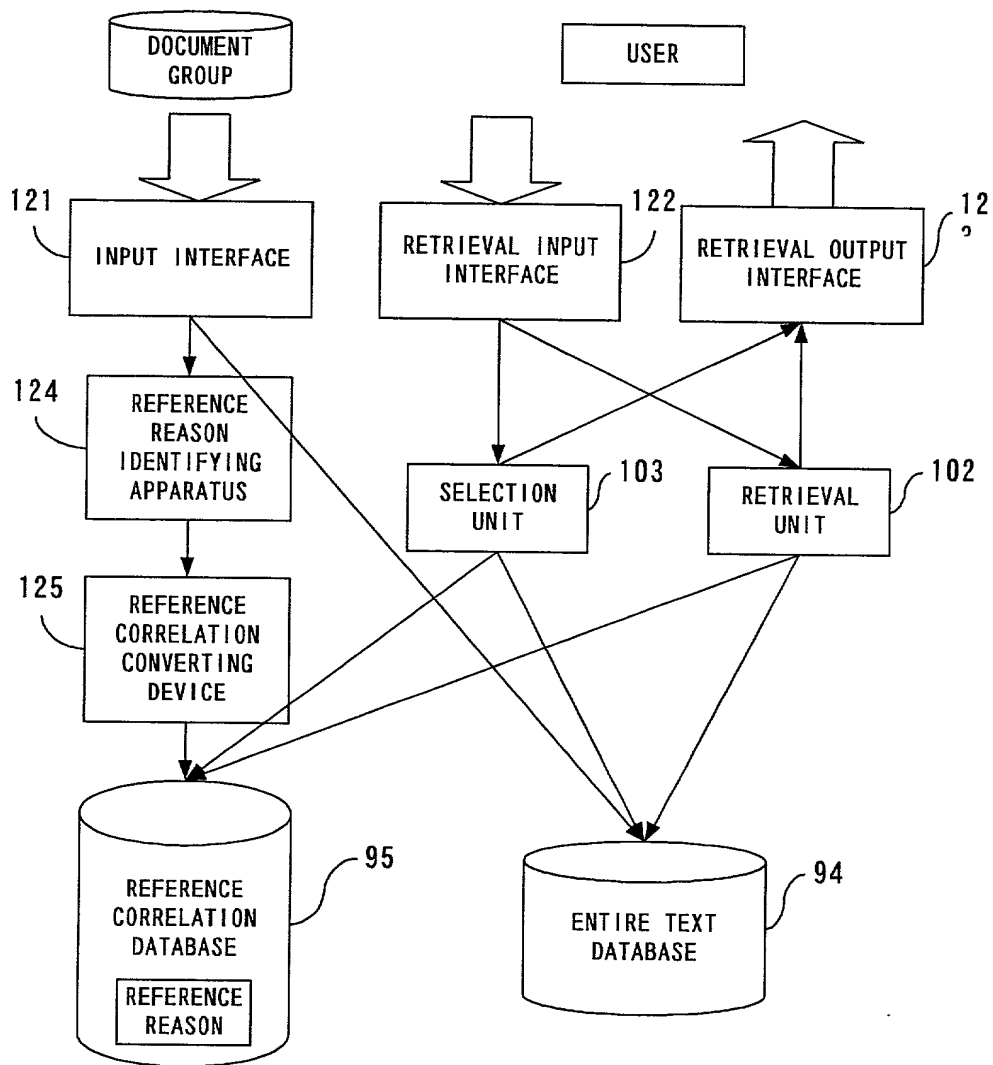 DOCUMENT
GROUP
USER
121
INPUT INTERFACE
122
RETRIEVAL INPUT
INTERFACE
12
RETRIEVAL OUTPUT
INTERFACE
124
REFERENCE
REASON
IDENTIFYING
APPARATUS
103
SELECTION
UNIT
102
RETRIEVAL
UNIT
125
REFERENCE
CORRELATION
CONVERTING
DEVICE
95
REFERENCE
CORRELATION
DATABASE
REFERENCE
REASON
94
ENTIRE TEXT
DATABASE